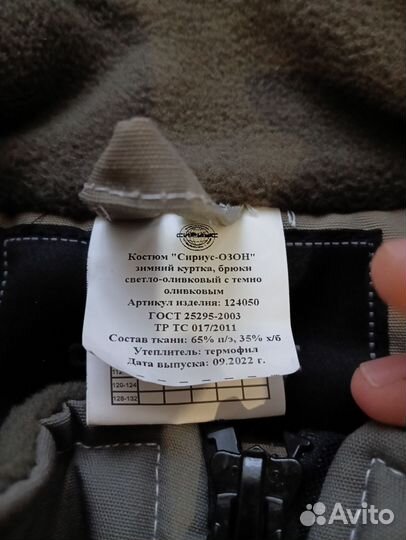 СИРИУС
Костюм "Сириус-ОЗОН"
зимний куртка, брюки
светло-оливковый с темно
оливковым
Артикул изделия: 124050
ГОСТ 25295-2003
ТР ТС 017/2011
Состав ткани: 65% п/э, 35% х/б
Утеплитель: термофил
Дата выпуска: 09.2022 г.
120-124
128-132
Avito